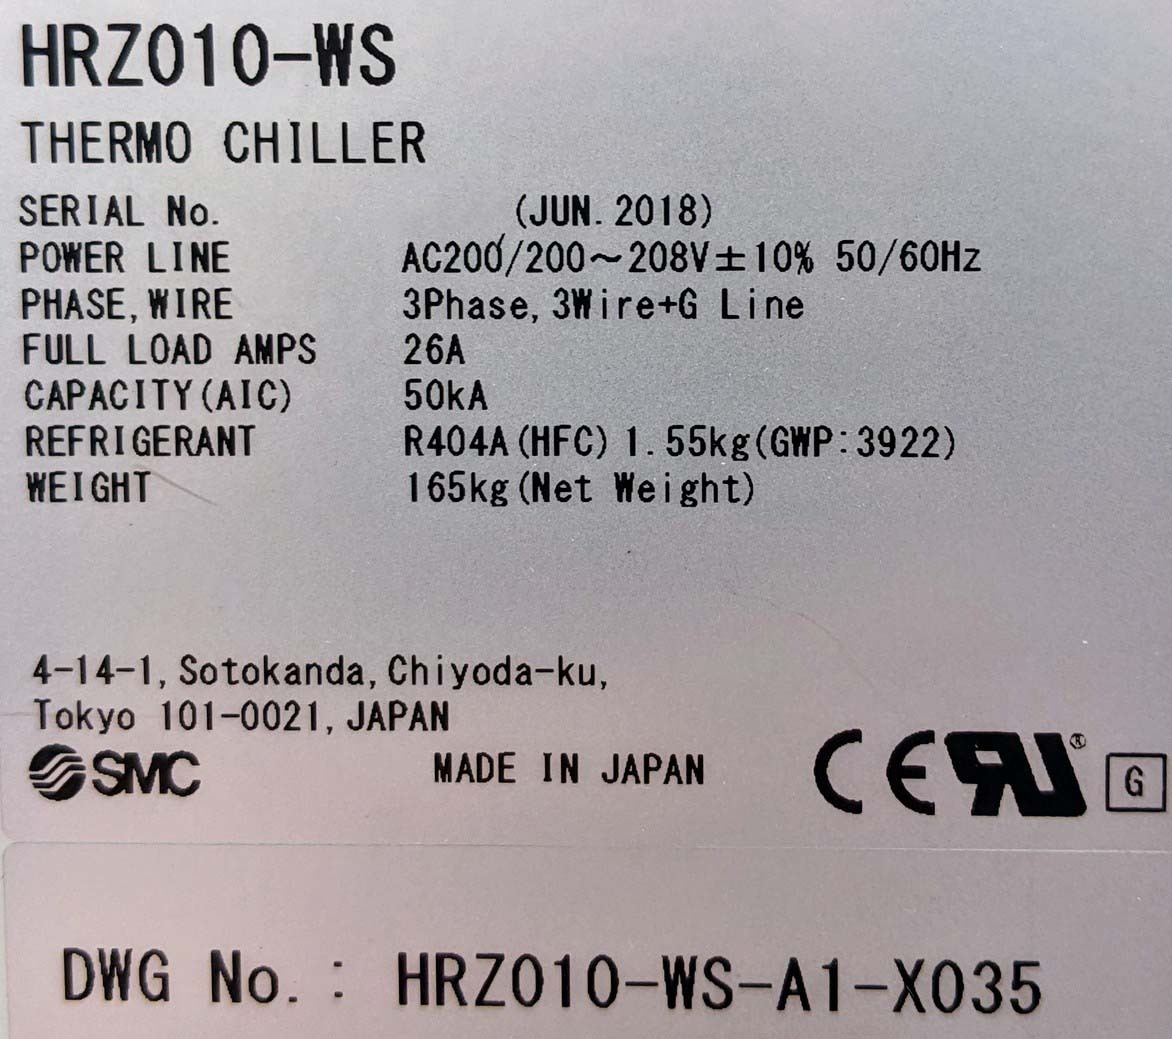 HRZ010-WS
THERMO CHILLER
SERIAL No. (JUN. 2018)
POWER LINE AC200/200～208V±10% 50/60Hz
PHASE, WIRE 3Phase, 3Wire+G Line
FULL LOAD AMPS 26A
CAPACITY(AIC) 50kA
REFRIGERANT R404A(HFC) 1.55kg(GWP:3922)
WEIGHT 165kg(Net Weight)
4-14-1, Sotokanda, Chiyoda-ku,
Tokyo 101-0021, JAPAN
SMC MADE IN JAPAN CE RU® G
DWG No.: HRZ010-WS-A1-X035